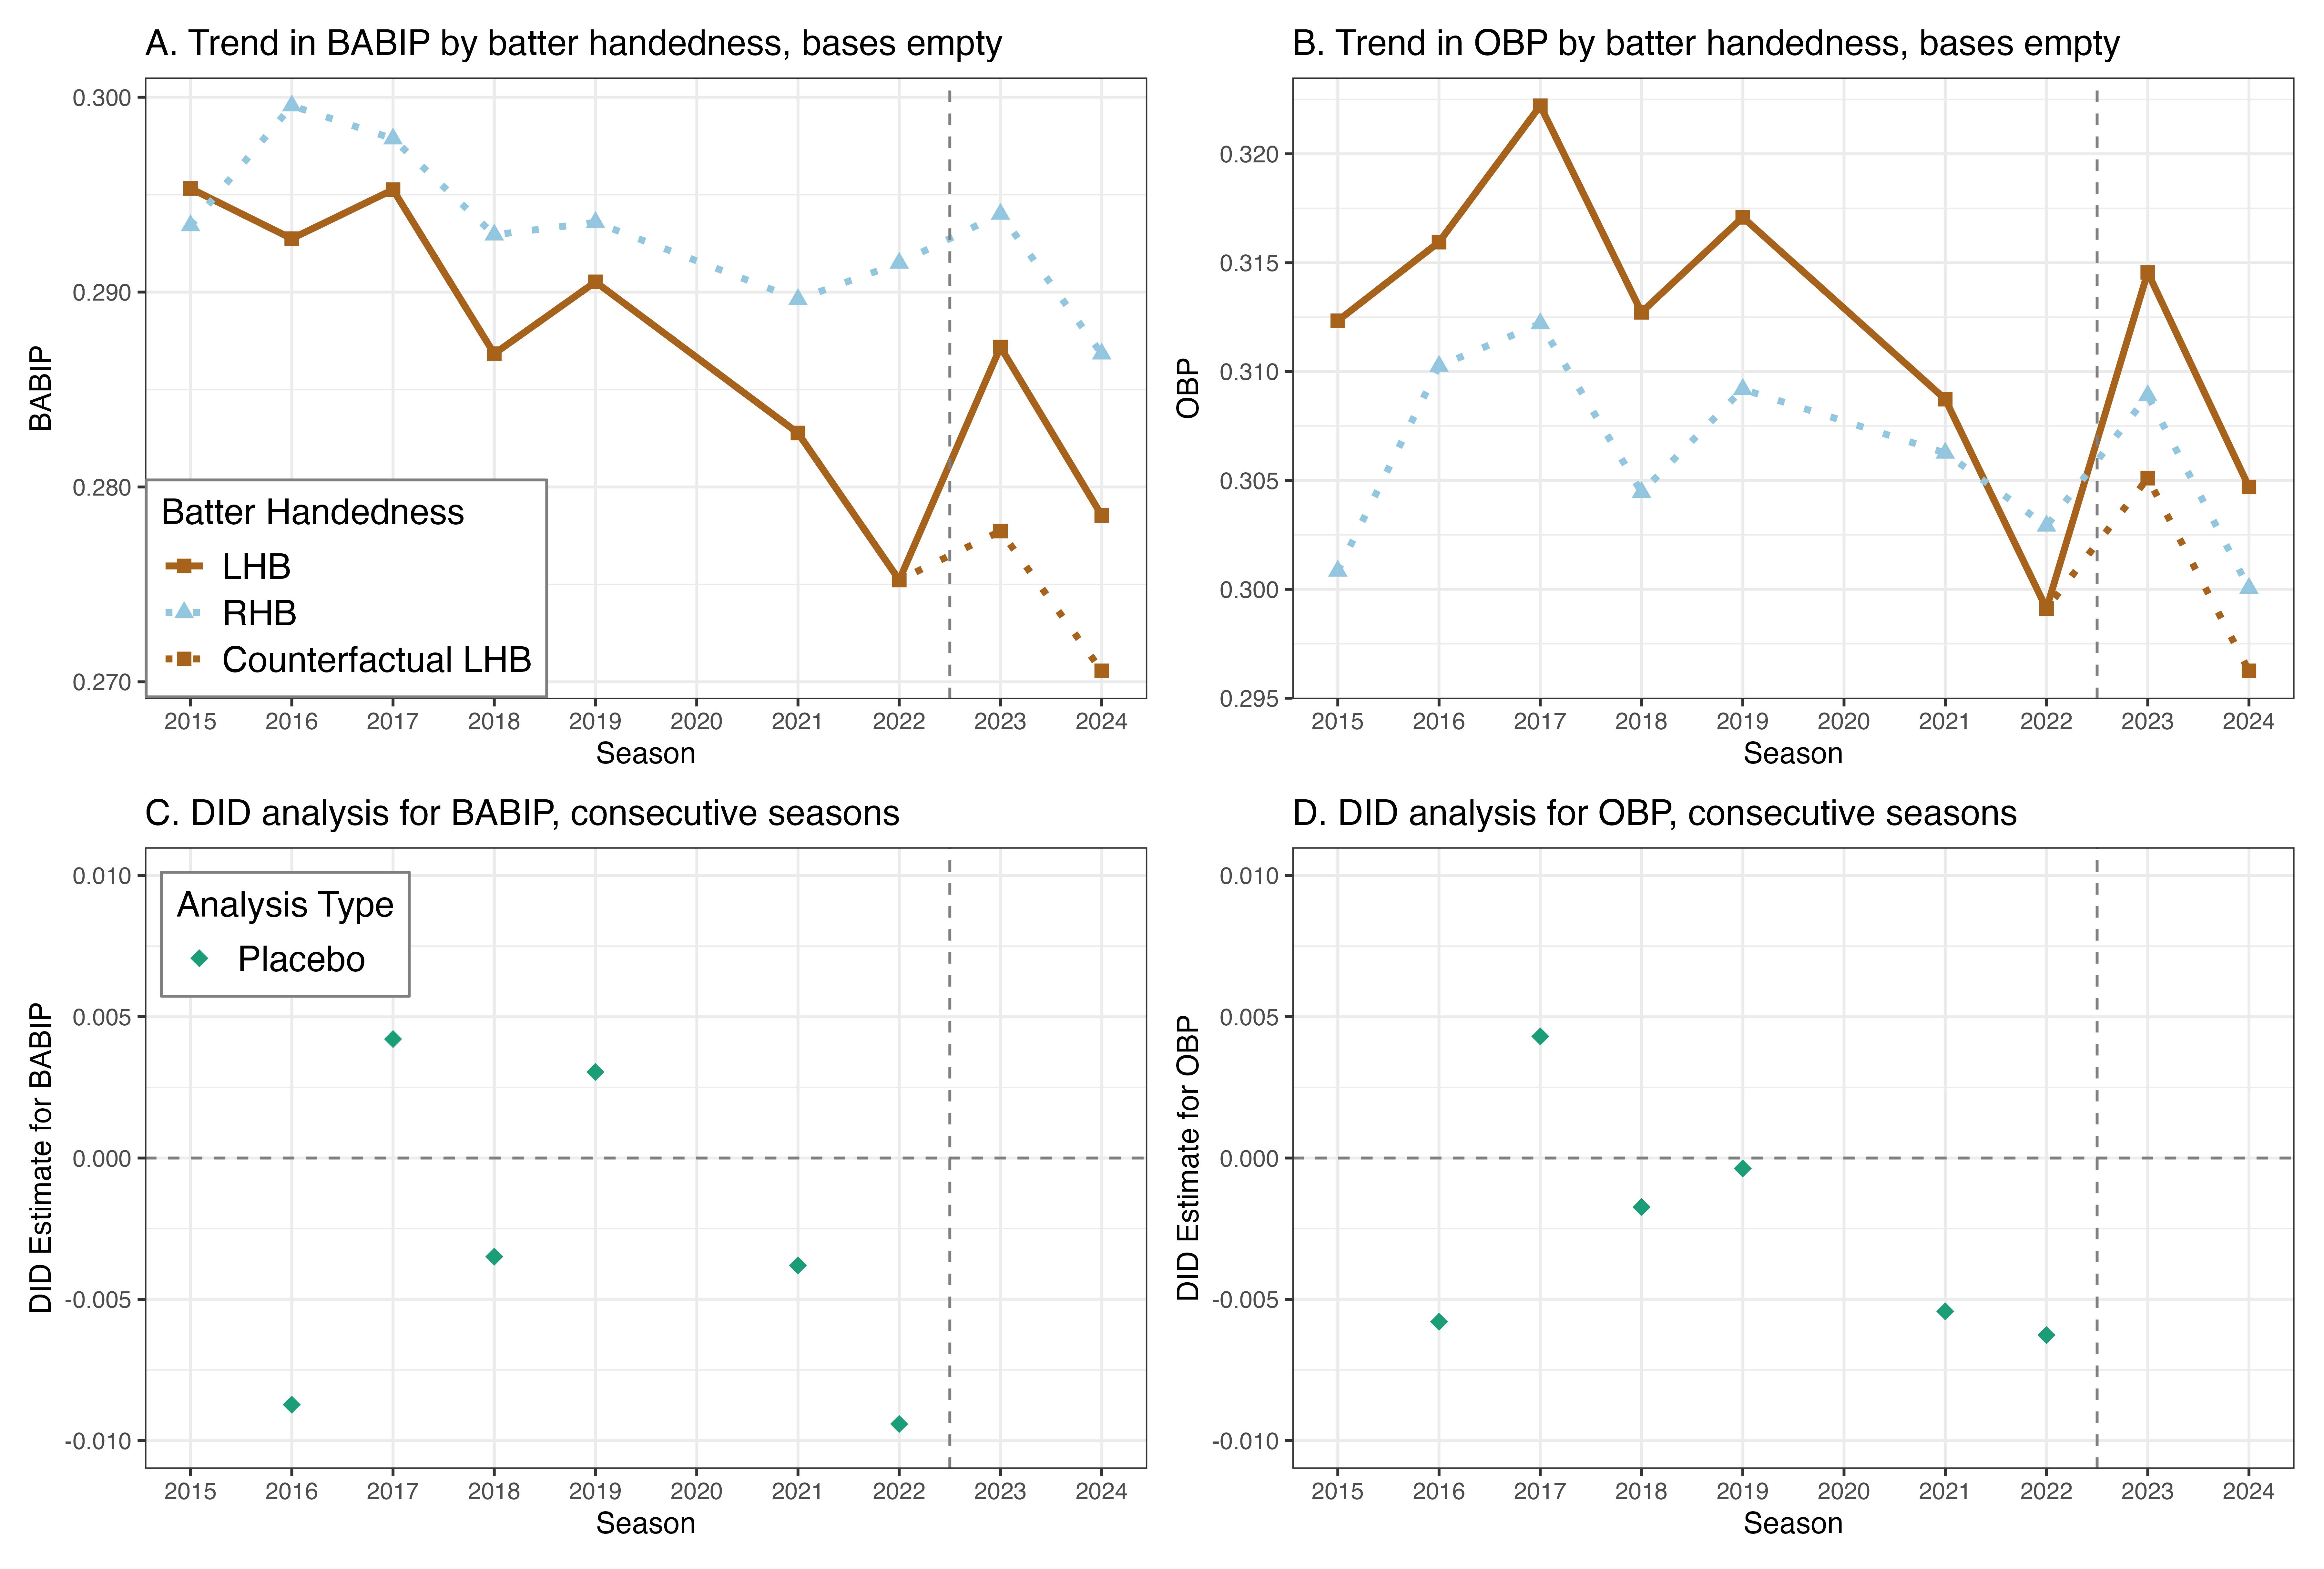 A. Trend in BABIP by batter handedness, bases empty
0.300
0.290
0.280
0.270
BABIP
Batter Handedness
LHB
RHB
Counterfactual LHB
2015 2016 2017 2018 2019 2020 2021 2022 2023 2024
Season
B. Trend in OBP by batter handedness, bases empty
0.320
0.315
0.310
0.305
0.300
0.295
OBP
2015 2016 2017 2018 2019 2020 2021 2022 2023 2024
Season
C. DID analysis for BABIP, consecutive seasons
0.010
0.005
0.000
-0.005
-0.010
DID Estimate for BABIP
Analysis Type
Placebo
2015 2016 2017 2018 2019 2020 2021 2022 2023 2024
Season
D. DID analysis for OBP, consecutive seasons
0.010
0.005
0.000
-0.005
-0.010
DID Estimate for OBP
2015 2016 2017 2018 2019 2020 2021 2022 2023 2024
Season